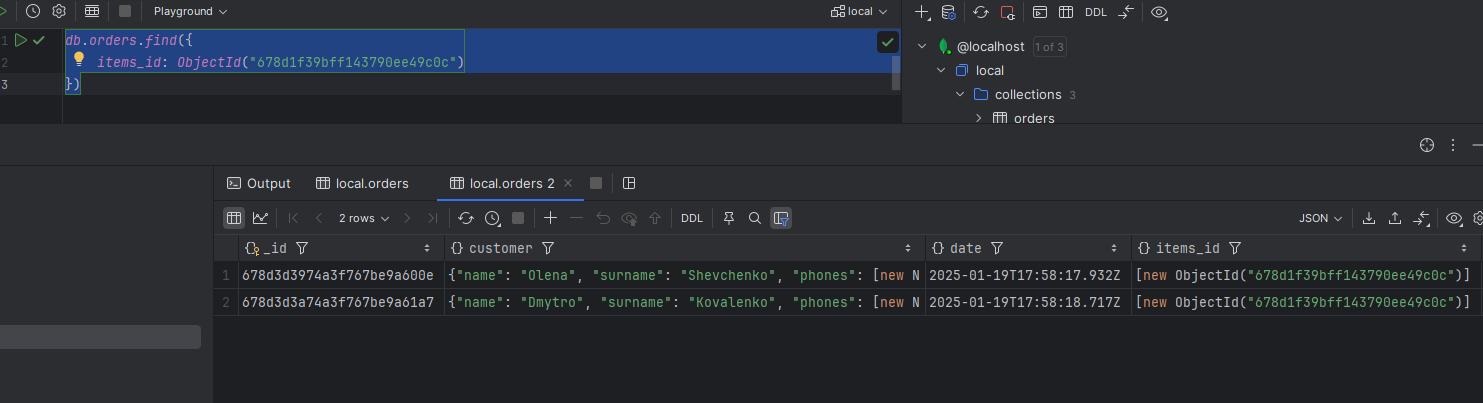 Playground
local
DDL
1 db.orders.find({
2 items_id: ObjectId("678d1f39bff143790ee49c0c")
3 })
@localhost 1 of 3
local
collections 3
orders
Output
local.orders
local.orders 2
2 rows
DDL
JSON
_id customer date items_id
1 678d3d3974a3f767be9a600e {"name": "Olena", "surname": "Shevchenko", "phones": [new N 2025-01-19T17:58:17.932Z [new ObjectId("678d1f39bff143790ee49c0c")]
2 678d3d3a74a3f767be9a61a7 {"name": "Dmytro", "surname": "Kovalenko", "phones": [new N 2025-01-19T17:58:18.717Z [new ObjectId("678d1f39bff143790ee49c0c")]